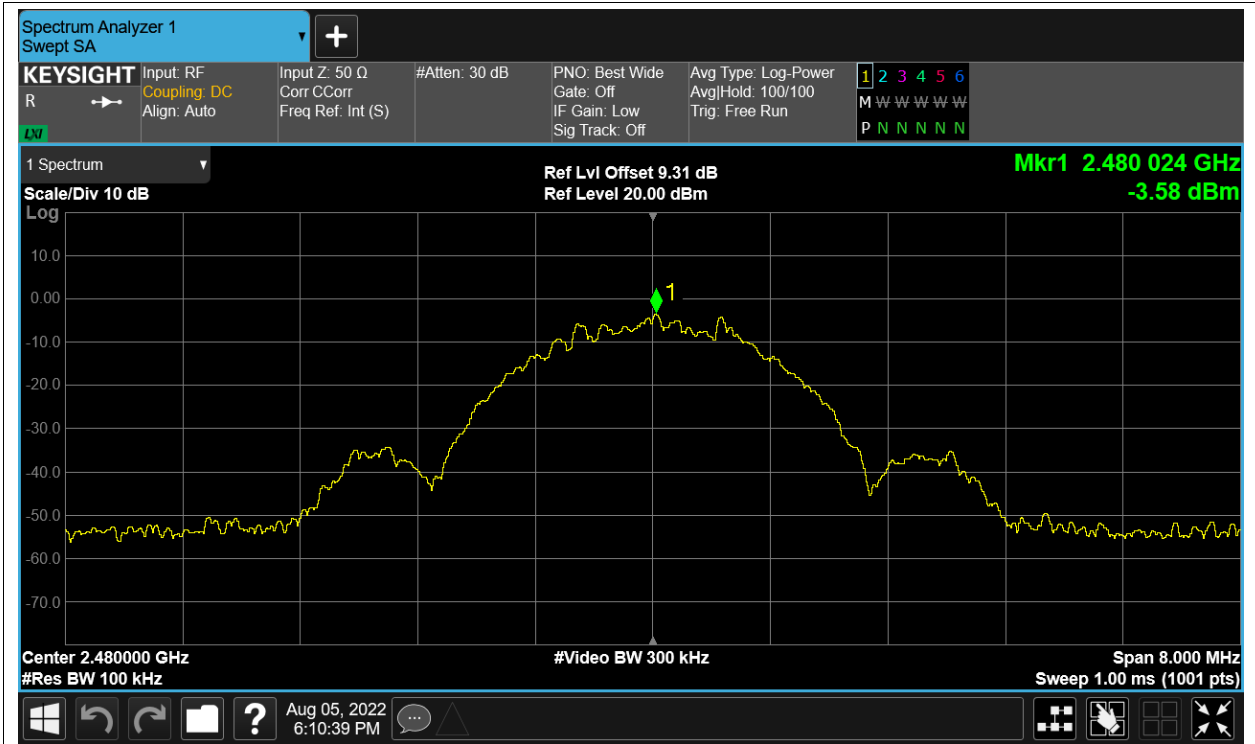 Spectrum Analyzer 1
Swept SA
+
KEYSIGHT
R
LXI
Input: RF
Coupling: DC
Align: Auto
Input Z: 50 Ω
Corr CCorr
Freq Ref: Int (S)
#Atten: 30 dB
PNO: Best Wide
Gate: Off
IF Gain: Low
Sig Track: Off
Avg Type: Log-Power
Avg|Hold: 100/100
Trig: Free Run
1 2 3 4 5 6
M W W W W W
P N N N N N
1 Spectrum
Scale/Div 10 dB
Log
Ref Lvl Offset 9.31 dB
Ref Level 20.00 dBm
Mkr1 2.480 024 GHz
-3.58 dBm
1
10.0
0.00
-10.0
-20.0
-30.0
-40.0
-50.0
-60.0
-70.0
Center 2.480000 GHz
#Res BW 100 kHz
#Video BW 300 kHz
Span 8.000 MHz
Sweep 1.00 ms (1001 pts)
?
Aug 05, 2022
6:10:39 PM